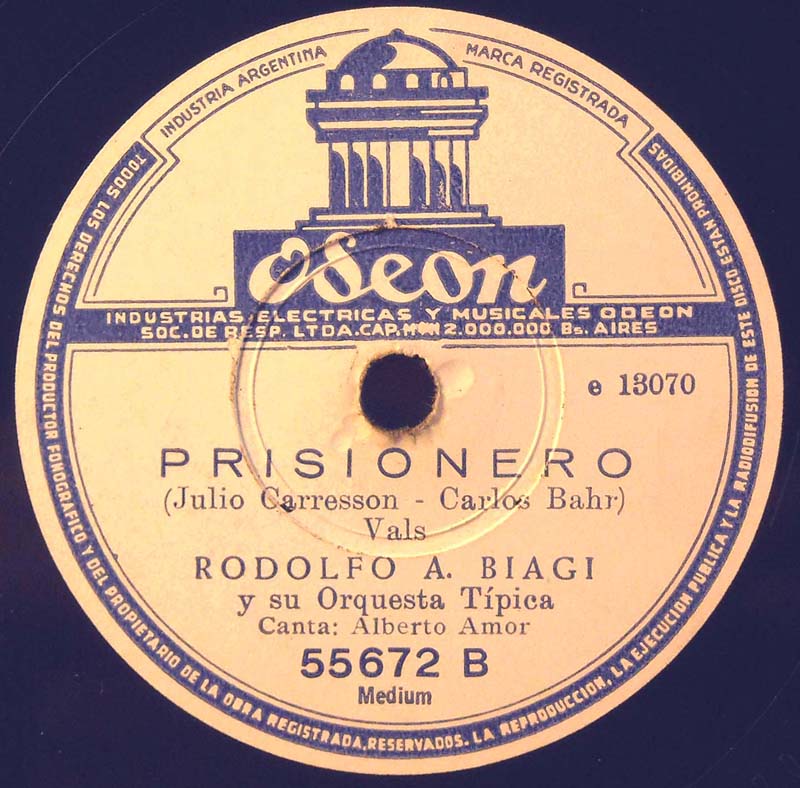 INDUSTRIA ARGENTINA
MARCA REGISTRADA
Odeon
INDUSTRIAS ELECTRICAS Y MUSICALES ODEON
SOC. DE RESP. LTDA. CAP. M$N 2.000.000 Bs. AIRES
e 13070
PRISIONERO
(Julio Carresson - Carlos Bahr)
Vals
RODOLFO A. BIAGI
y su Orquesta Típica
Canta: Alberto Amor
55672 B
Medium
TODOS LOS DERECHOS DEL PRODUCTOR FONOGRAFICO Y DEL PROPIETARIO DE LA OBRA REGISTRADA, RESERVADOS. LA REPRODUCCION, LA EJECUCION PUBLICA Y LA RADIODIFUSION DE ESTE DISCO ESTAN PROHIBIDAS